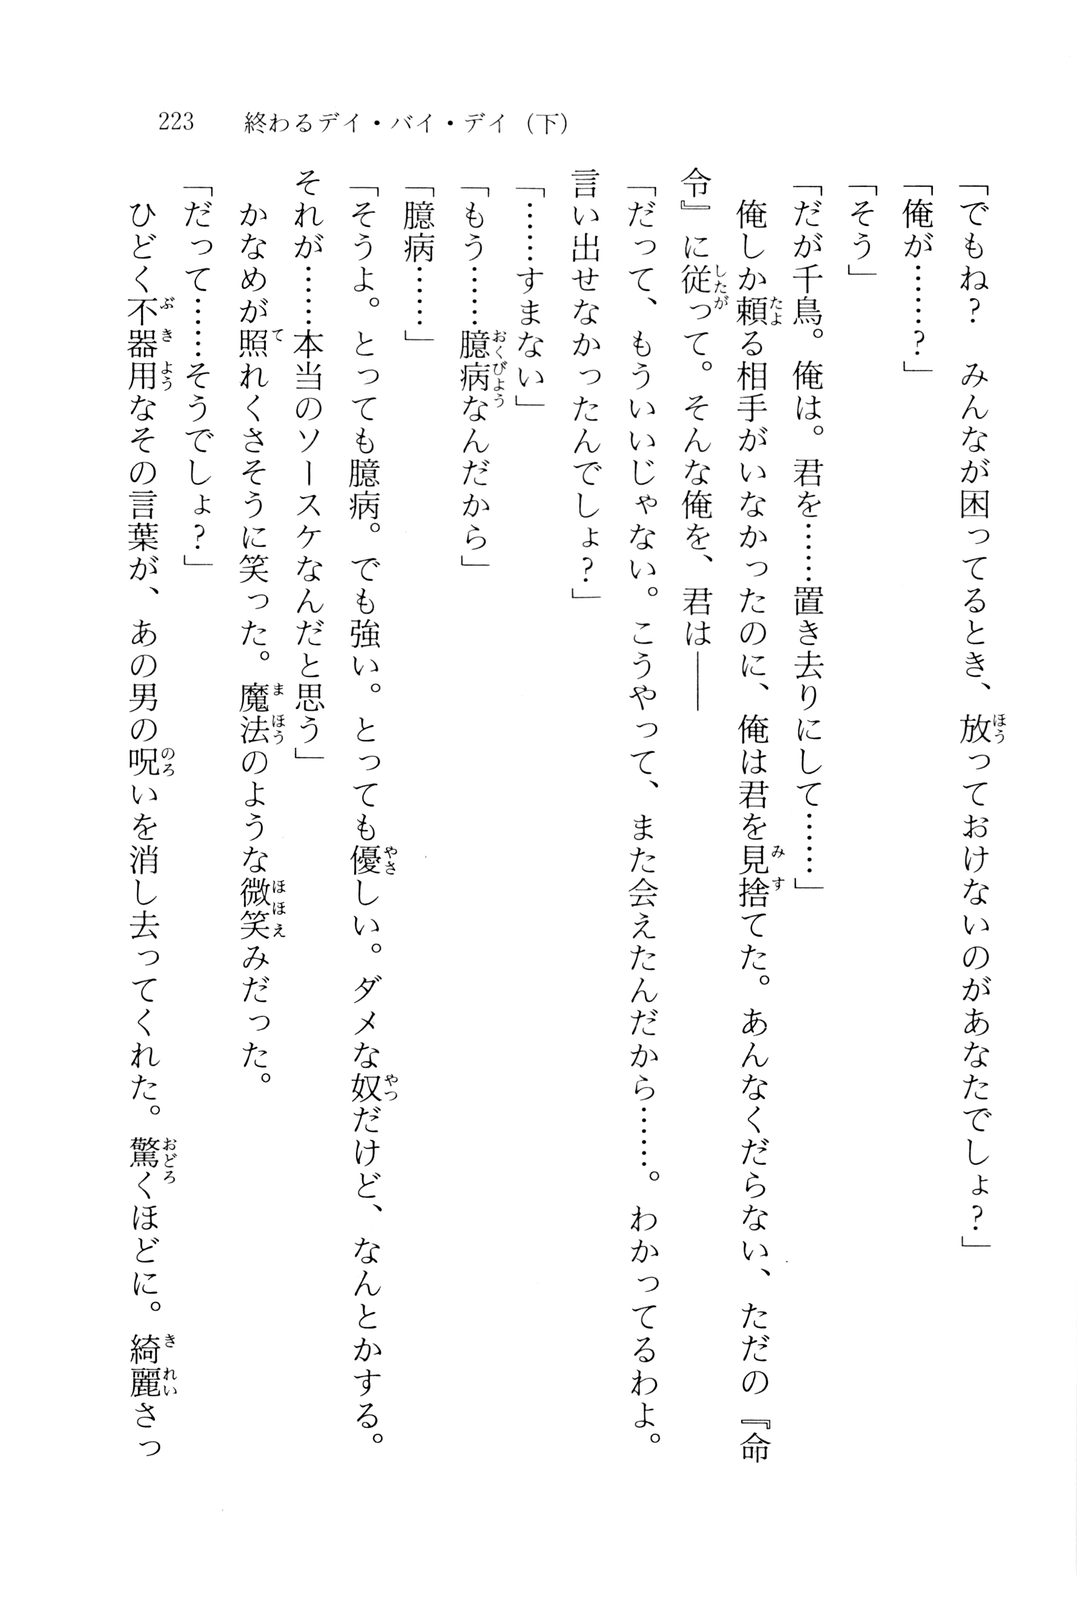 223　終わるデイ・バイ・デイ（下）
「でもね？　みんなが困ってるとき、放っておけないのがあなたでしょ？」
「俺が……？」
「そう」
「だが千鳥。俺は。君を……置き去りにして……」
　俺しか頼る相手がいなかったのに、俺は君を見捨てた。あんなくだらない、ただの『命
令』に従って。そんな俺を、君は――
「だって、もういいじゃない。こうやって、また会えたんだから……。わかってるわよ。
言い出せなかったんでしょ？」
「……すまない」
「もう……臆病なんだから」
「臆病……」
「そうよ。とっても臆病。でも強い。とっても優しい。ダメな奴だけど、なんとかする。
それが……本当のソースケなんだと思う」
　かなめが照れくさそうに笑った。魔法のような微笑みだった。
「だって……そうでしょ？」
　ひどく不器用なその言葉が、あの男の呪いを消し去ってくれた。驚くほどに。綺麗さっ